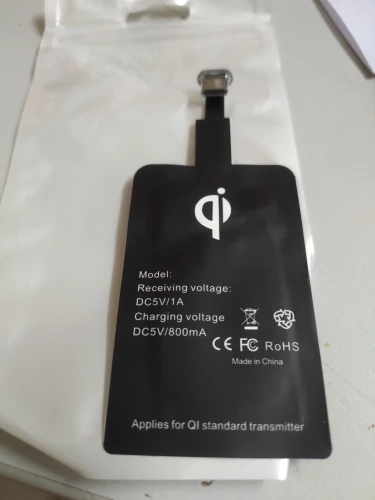 qi
Model:
Receiving voltage:
DC5V/1A
Charging voltage
DC5V/800mA
CE FC RoHS
Made in China
Applies for QI standard transmitter